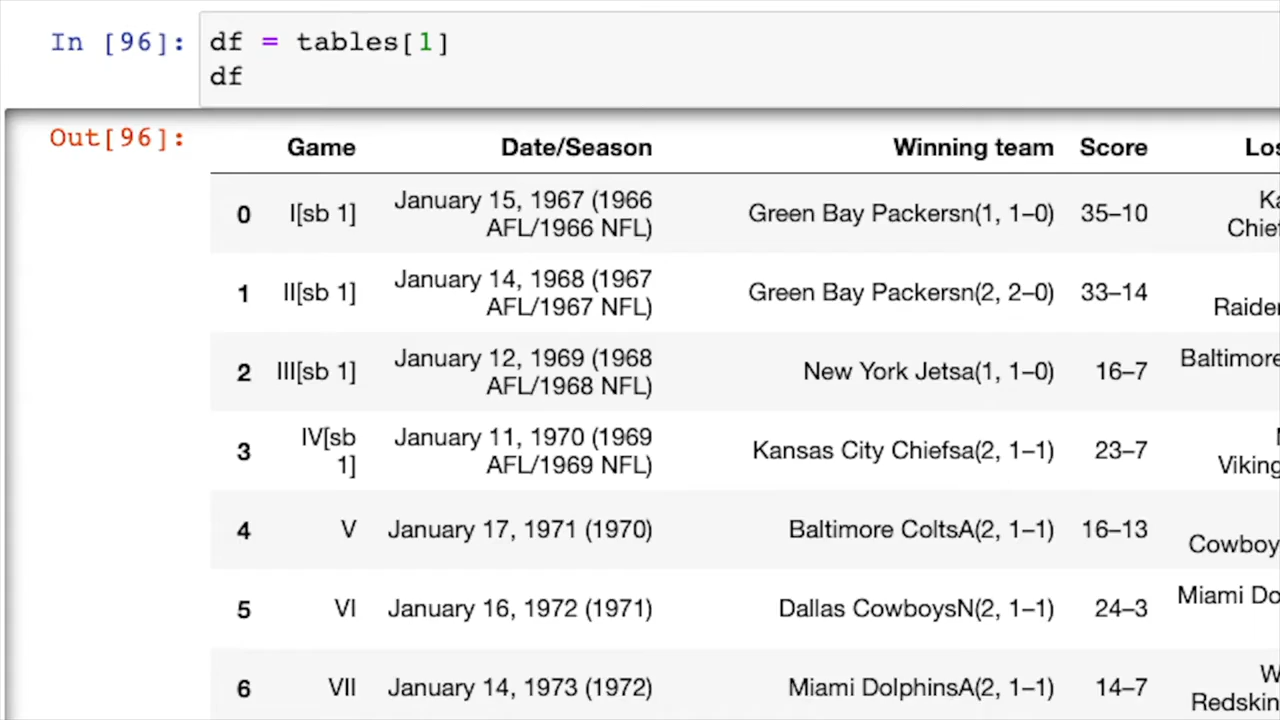 In [96]: df = tables[1]
df
Out[96]:
Game Date/Season Winning team Score
0 I[sb 1] January 15, 1967 (1966 AFL/1966 NFL) Green Bay Packersn(1, 1–0) 35–10
1 II[sb 1] January 14, 1968 (1967 AFL/1967 NFL) Green Bay Packersn(2, 2–0) 33–14
2 III[sb 1] January 12, 1969 (1968 AFL/1968 NFL) New York Jetsa(1, 1–0) 16–7 Baltimore
3 IV[sb 1] January 11, 1970 (1969 AFL/1969 NFL) Kansas City Chiefsa(2, 1–1) 23–7
4 V January 17, 1971 (1970) Baltimore ColtsA(2, 1–1) 16–13
5 VI January 16, 1972 (1971) Dallas CowboysN(2, 1–1) 24–3 Miami
6 VII January 14, 1973 (1972) Miami DolphinsA(2, 1–1) 14–7